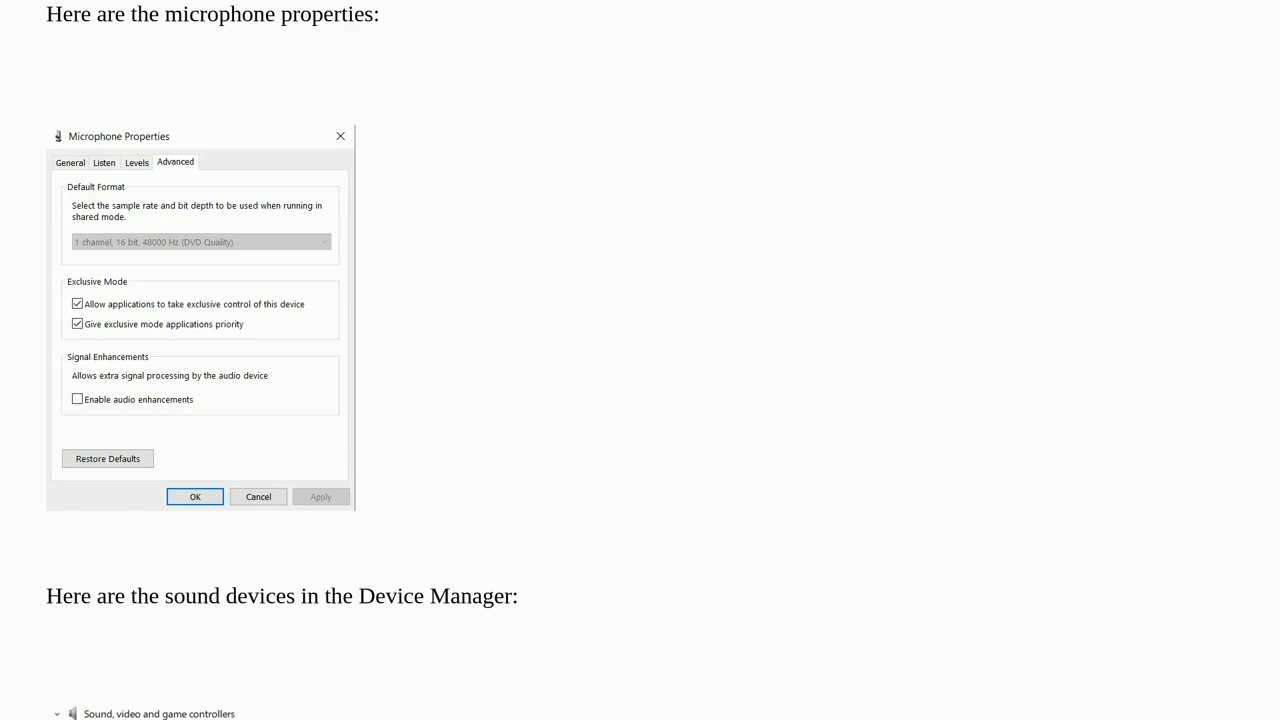 Here are the microphone properties:
Microphone Properties
General Listen Levels Advanced
Default Format
Select the sample rate and bit depth to be used when running in
shared mode.
1 channel, 16 bit, 48000 Hz (DVD Quality)
Exclusive Mode
Allow applications to take exclusive control of this device
Give exclusive mode applications priority
Signal Enhancements
Allows extra signal processing by the audio device
Enable audio enhancements
Restore Defaults
OK Cancel Apply
Here are the sound devices in the Device Manager:
Sound, video and game controllers